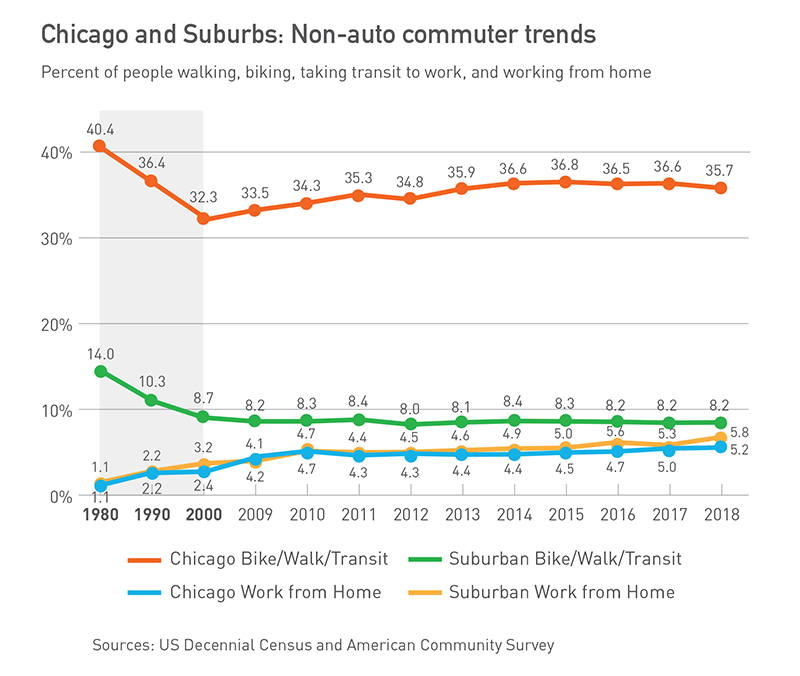 Chicago and Suburbs: Non-auto commuter trends
Percent of people walking, biking, taking transit to work, and working from home
40.4 36.4 32.3 33.5 34.3 35.3 34.8 35.9 36.6 36.8 36.5 36.6 35.7
40%
30%
20%
14.0 10.3 8.7 8.2 8.3 8.4 8.0 8.1 8.4 8.3 8.2 8.2 8.2
10%
1.1 2.2 3.2 4.1 4.7 4.4 4.5 4.6 4.9 5.0 5.6 5.3 5.8
1.1 2.2 2.4 4.2 4.7 4.3 4.3 4.4 4.4 4.5 4.7 5.0 5.2
0%
1980 1990 2000 2009 2010 2011 2012 2013 2014 2015 2016 2017 2018
Chicago Bike/Walk/Transit Suburban Bike/Walk/Transit
Chicago Work from Home Suburban Work from Home
Sources: US Decennial Census and American Community Survey